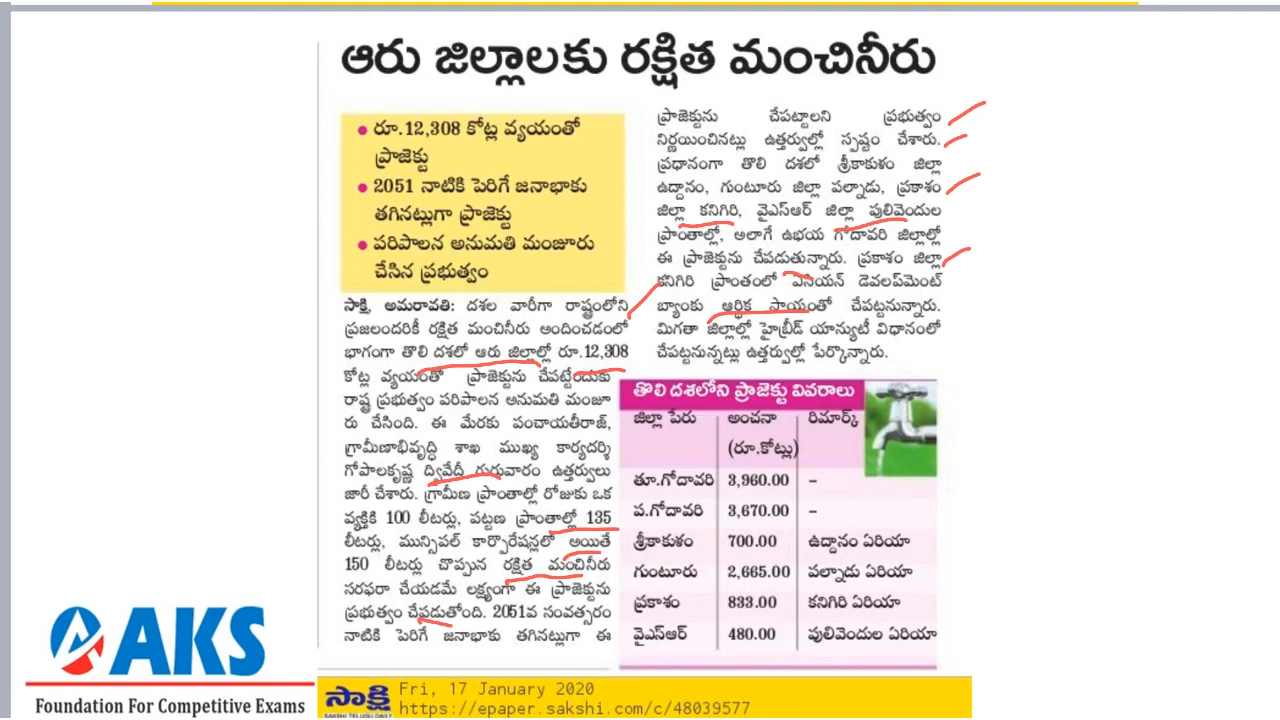 ఆరు జిల్లాలకు రక్షిత మంచినీరు
● రూ.12,308 కోట్ల వ్యయంతో
ప్రాజెక్టు
● 2051 నాటికి పెరిగే జనాభాకు
తగినట్లుగా ప్రాజెక్టు
● పరిపాలన అనుమతి మంజూరు
చేసిన ప్రభుత్వం
సాక్షి, అమరావతి: దశల వారీగా రాష్ట్రంలోని
ప్రజలందరికీ రక్షిత మంచినీరు అందించడంలో
భాగంగా తొలి దశలో ఆరు జిల్లాల్లో రూ.12,308
కోట్ల వ్యయంతో ప్రాజెక్టును చేపట్టేందుకు
రాష్ట్ర ప్రభుత్వం పరిపాలన అనుమతి మంజూ
రు చేసింది. ఈ మేరకు పంచాయతీరాజ్,
గ్రామీణాభివృద్ధి శాఖ ముఖ్య కార్యదర్శి
గోపాలకృష్ణ ద్వివేదీ గురువారం ఉత్తర్వులు
జారీ చేశారు. గ్రామీణ ప్రాంతాల్లో రోజుకు ఒక
వ్యక్తికి 100 లీటర్లు, పట్టణ ప్రాంతాల్లో 135
లీటర్లు, మున్సిపల్ కార్పొరేషన్లలో అయితే
150 లీటర్లు చొప్పున రక్షిత మంచినీరు
సరఫరా చేయడమే లక్ష్యంగా ఈ ప్రాజెక్టును
ప్రభుత్వం చేపడుతోంది. 2051వ సంవత్సరం
నాటికి పెరిగే జనాభాకు తగినట్లుగా ఈ
ప్రాజెక్టును చేపట్టాలని ప్రభుత్వం
నిర్ణయించినట్లు ఉత్తర్వుల్లో స్పష్టం చేశారు.
ప్రధానంగా తొలి దశలో శ్రీకాకుళం జిల్లా
ఉద్దానం, గుంటూరు జిల్లా పల్నాడు, ప్రకాశం
జిల్లా కనిగిరి, వైఎస్ఆర్ జిల్లా పులివెందుల
ప్రాంతాల్లో, అలాగే ఉభయ గోదావరి జిల్లాల్లో
ఈ ప్రాజెక్టును చేపడుతున్నారు. ప్రకాశం జిల్లా
కనిగిరి ప్రాంతంలో ఏసియన్ డెవలప్‌మెంట్
బ్యాంకు ఆర్థిక సాయంతో చేపట్టనున్నారు.
మిగతా జిల్లాల్లో హైబ్రీడ్ యాన్యుటీ విధానంలో
చేపట్టనున్నట్లు ఉత్తర్వుల్లో పేర్కొన్నారు.
తొలి దశలోని ప్రాజెక్టు వివరాలు
జిల్లా పేరు అంచనా రిమార్క్
(రూ.కోట్లు)
తూ.గోదావరి 3,960.00 –
ప.గోదావరి 3,670.00 –
శ్రీకాకుళం 700.00 ఉద్దానం ఏరియా
గుంటూరు 2,665.00 పల్నాడు ఏరియా
ప్రకాశం 833.00 కనిగిరి ఏరియా
వైఎస్ఆర్ 480.00 పులివెందుల ఏరియా
AKS
Foundation For Competitive Exams
సాక్షి
SAKSHI TELUGU DAILY
Fri, 17 January 2020
https://epaper.sakshi.com/c/48039577